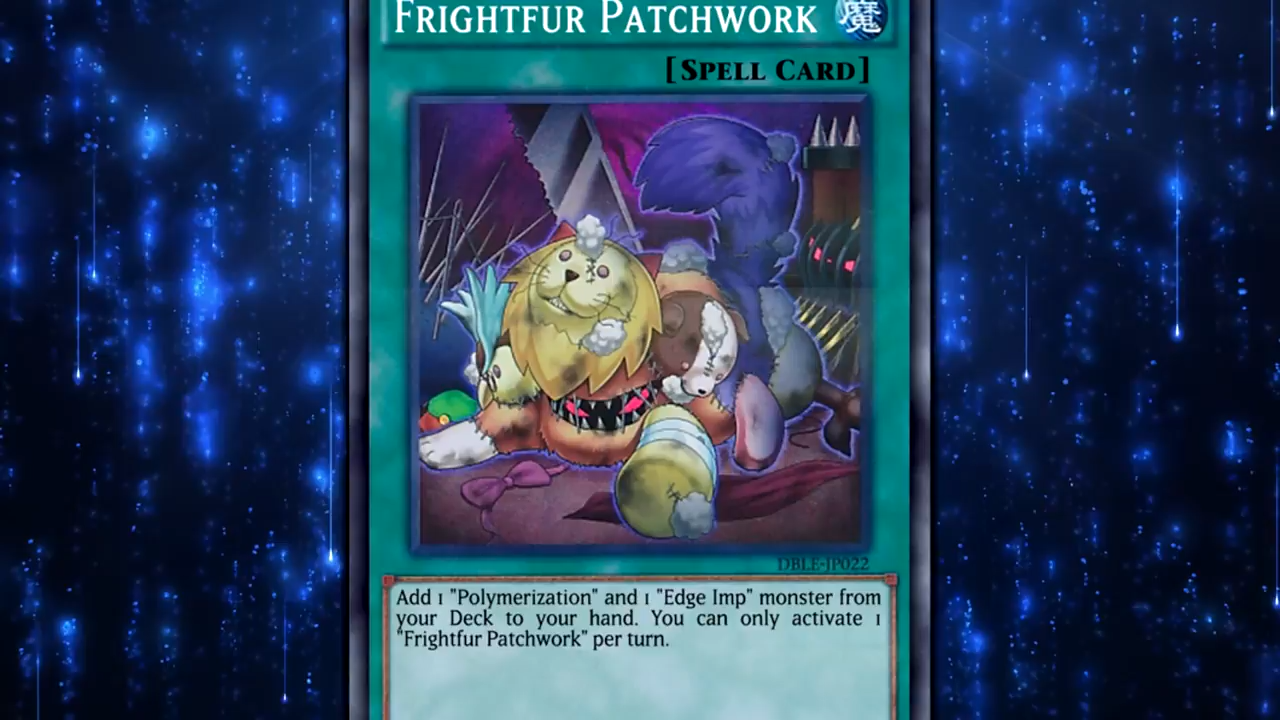 FRIGHTFUR PATCHWORK 魔
[SPELL CARD]
DBLE-JP022
Add 1 "Polymerization" and 1 "Edge Imp" monster from
your Deck to your hand. You can only activate 1
"Frightfur Patchwork" per turn.